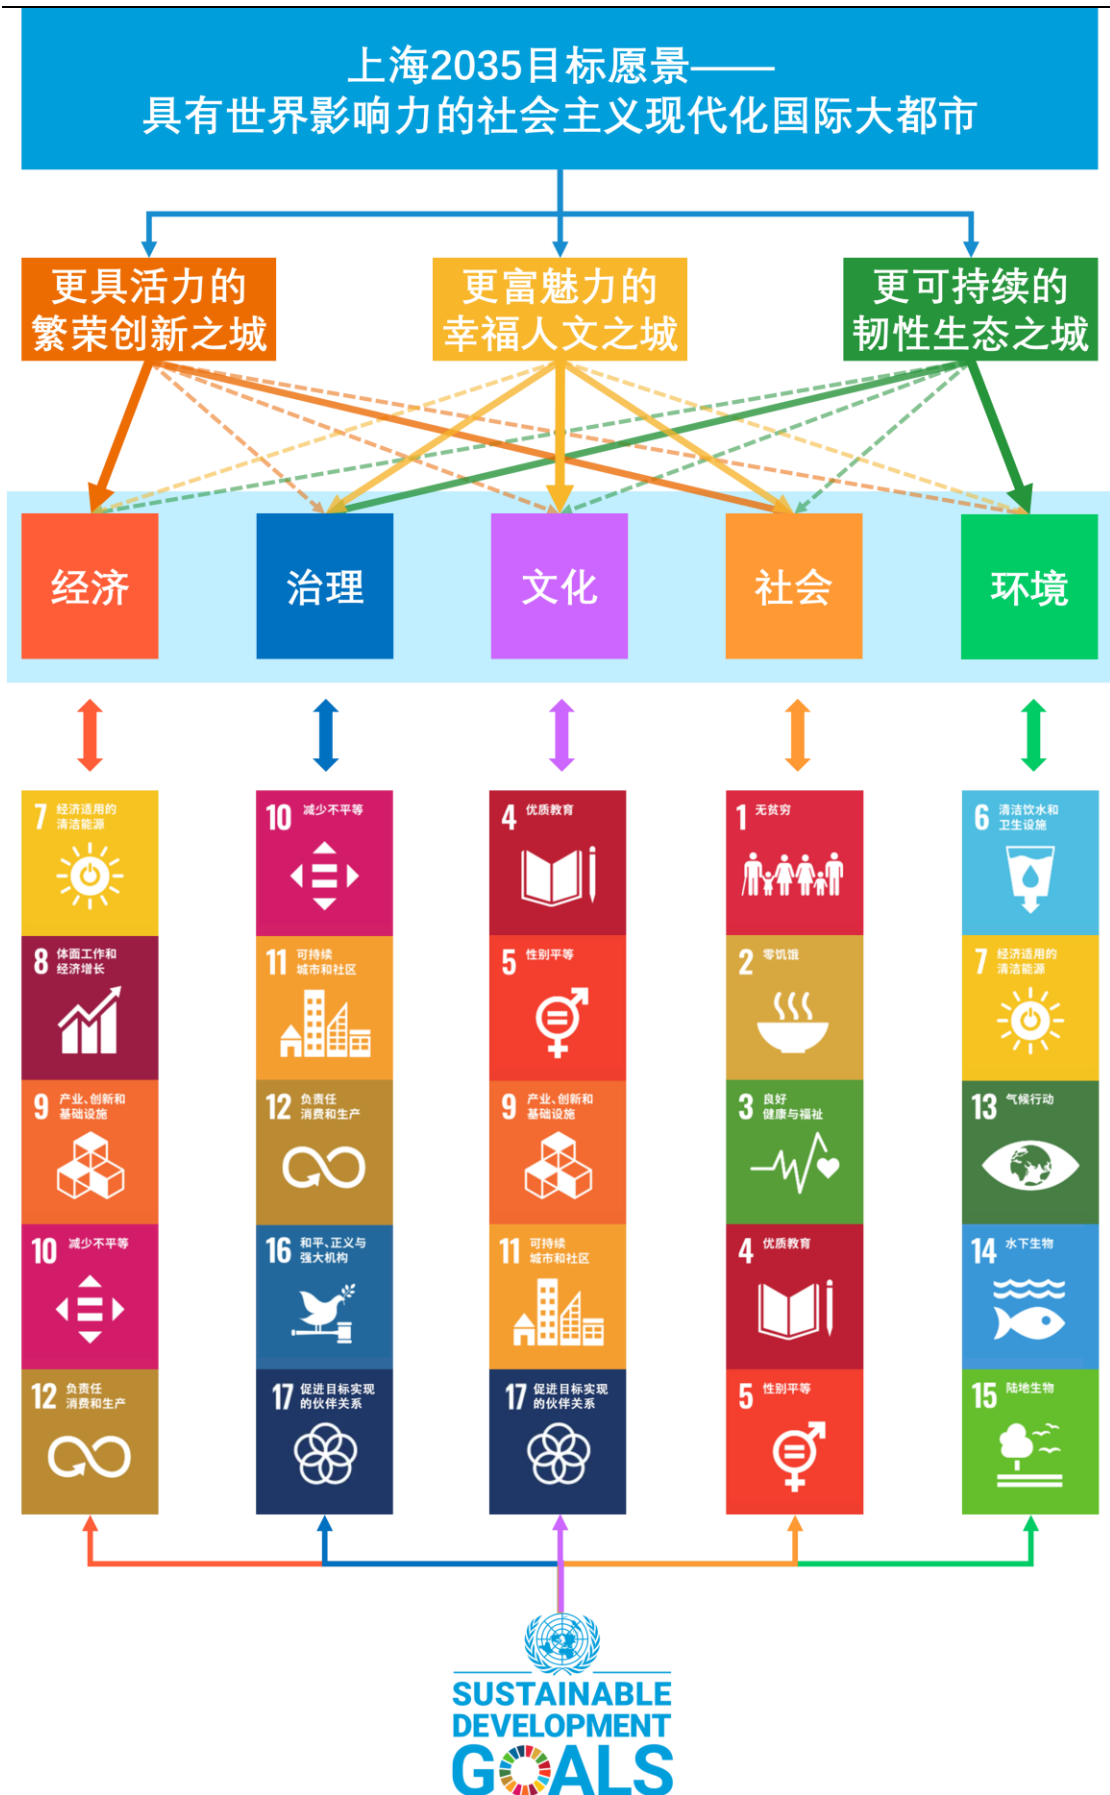 上海2035目标愿景——
具有世界影响力的社会主义现代化国际大都市
更具活力的
繁荣创新之城
更富魅力的
幸福人文之城
更可持续的
韧性生态之城
经济
治理
文化
社会
环境
7 经济适用的
清洁能源
8 体面工作和
经济增长
9 产业、创新和
基础设施
10 减少不平等
12 负责任
消费和生产
10 减少不平等
11 可持续
城市和社区
12 负责任
消费和生产
16 和平、正义与
强大机构
17 促进目标实现
的伙伴关系
4 优质教育
5 性别平等
9 产业、创新和
基础设施
11 可持续
城市和社区
17 促进目标实现
的伙伴关系
1 无贫穷
2 零饥饿
3 良好
健康与福祉
4 优质教育
5 性别平等
6 清洁饮水和
卫生设施
7 经济适用的
清洁能源
13 气候行动
14 水下生物
15 陆地生物
SUSTAINABLE
DEVELOPMENT
GOALS